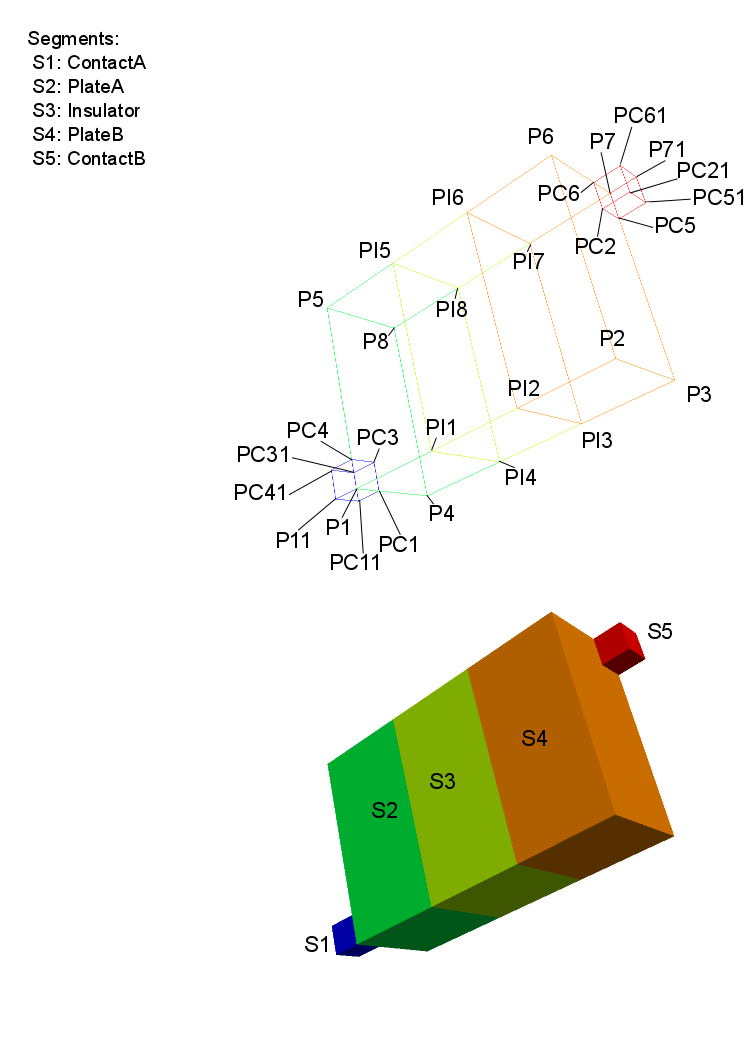 Segments:
S1: ContactA
S2: PlateA
S3: Insulator
S4: PlateB
S5: ContactB
PC61
P6
P7
P71
PC21
PC6
PC51
PI6
PC5
PC2
PI5
PI7
P5
PI8
P8
P2
PI2
P3
PC4
PC3
PI1
PI3
PC31
PI4
PC41
P4
P11
P1
PC1
PC11
S5
S4
S3
S2
S1